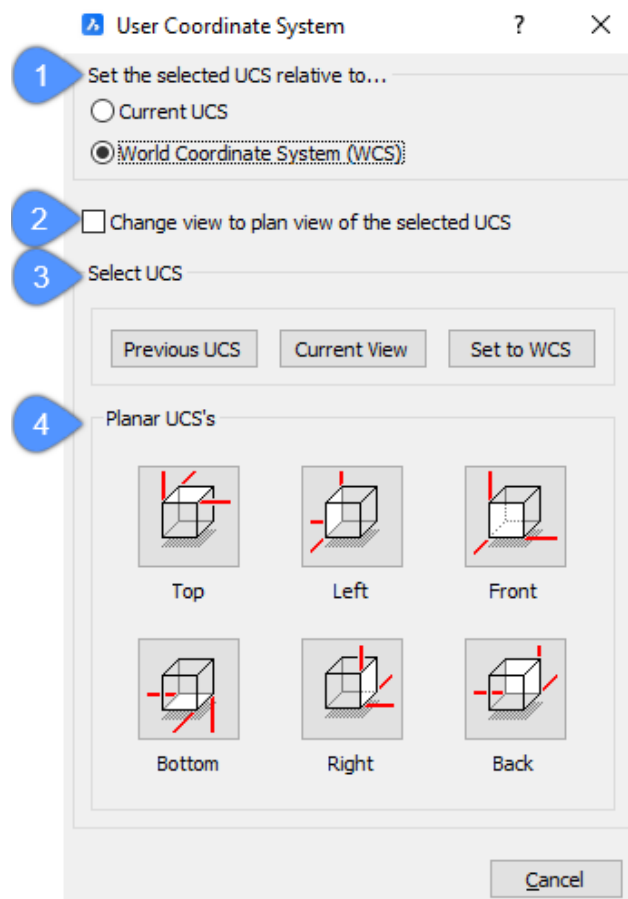 User Coordinate System ? ×
1 Set the selected UCS relative to...
Current UCS
World Coordinate System (WCS)
2 Change view to plan view of the selected UCS
3 Select UCS
Previous UCS Current View Set to WCS
4 Planar UCS's
Top Left Front
Bottom Right Back
Cancel